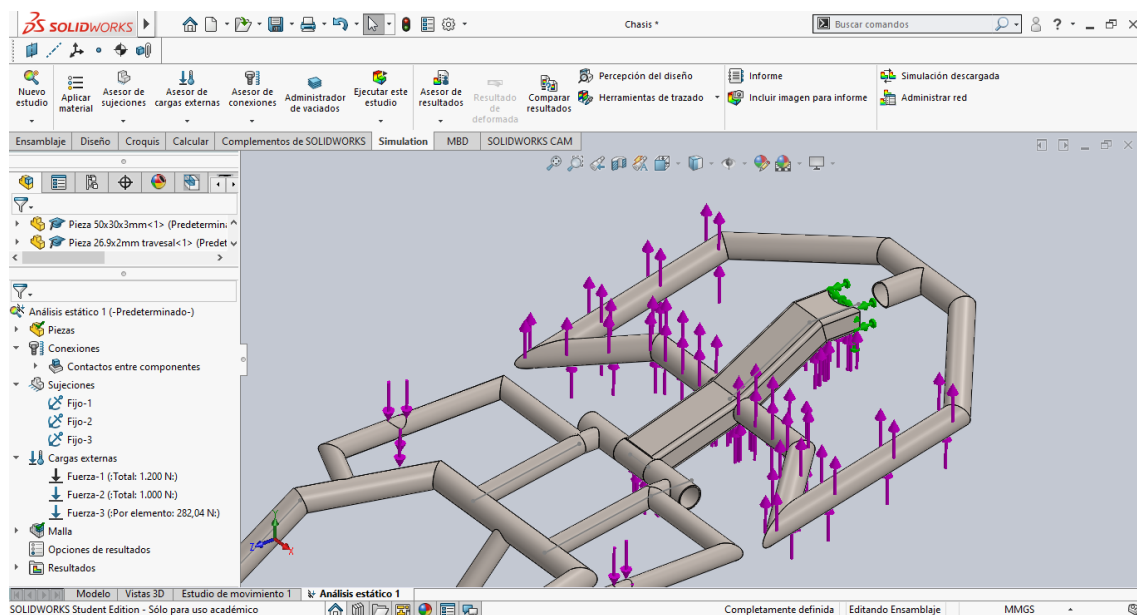 SOLIDWORKS
Chasis *
Buscar comandos
Nuevo estudio
Aplicar material
Asesor de sujeciones
Asesor de cargas externas
Asesor de conexiones
Administrador de vaciados
Ejecutar este estudio
Asesor de resultados
Resultado de deformada
Comparar resultados
Percepción del diseño
Herramientas de trazado
Informe
Incluir imagen para informe
Simulación descargada
Administrar red
Ensamblaje Diseño Croquis Calcular Complementos de SOLIDWORKS Simulation MBD SOLIDWORKS CAM
Pieza 50x30x3mm<1> (Predetermin:
Pieza 26.9x2mm travesal<1> (Predet
Análisis estático 1 (-Predeterminado-)
Piezas
Conexiones
Contactos entre componentes
Sujeciones
Fijo-1
Fijo-2
Fijo-3
Cargas externas
Fuerza-1 (:Total: 1.200 N:)
Fuerza-2 (:Total: 1.000 N:)
Fuerza-3 (:Por elemento: 282,04 N:)
Malla
Opciones de resultados
Resultados
Y
Z
X
Modelo Vistas 3D Estudio de movimiento 1 Análisis estático 1
SOLIDWORKS Student Edition - Sólo para uso académico
Completamente definida Editando Ensamblaje MMGS